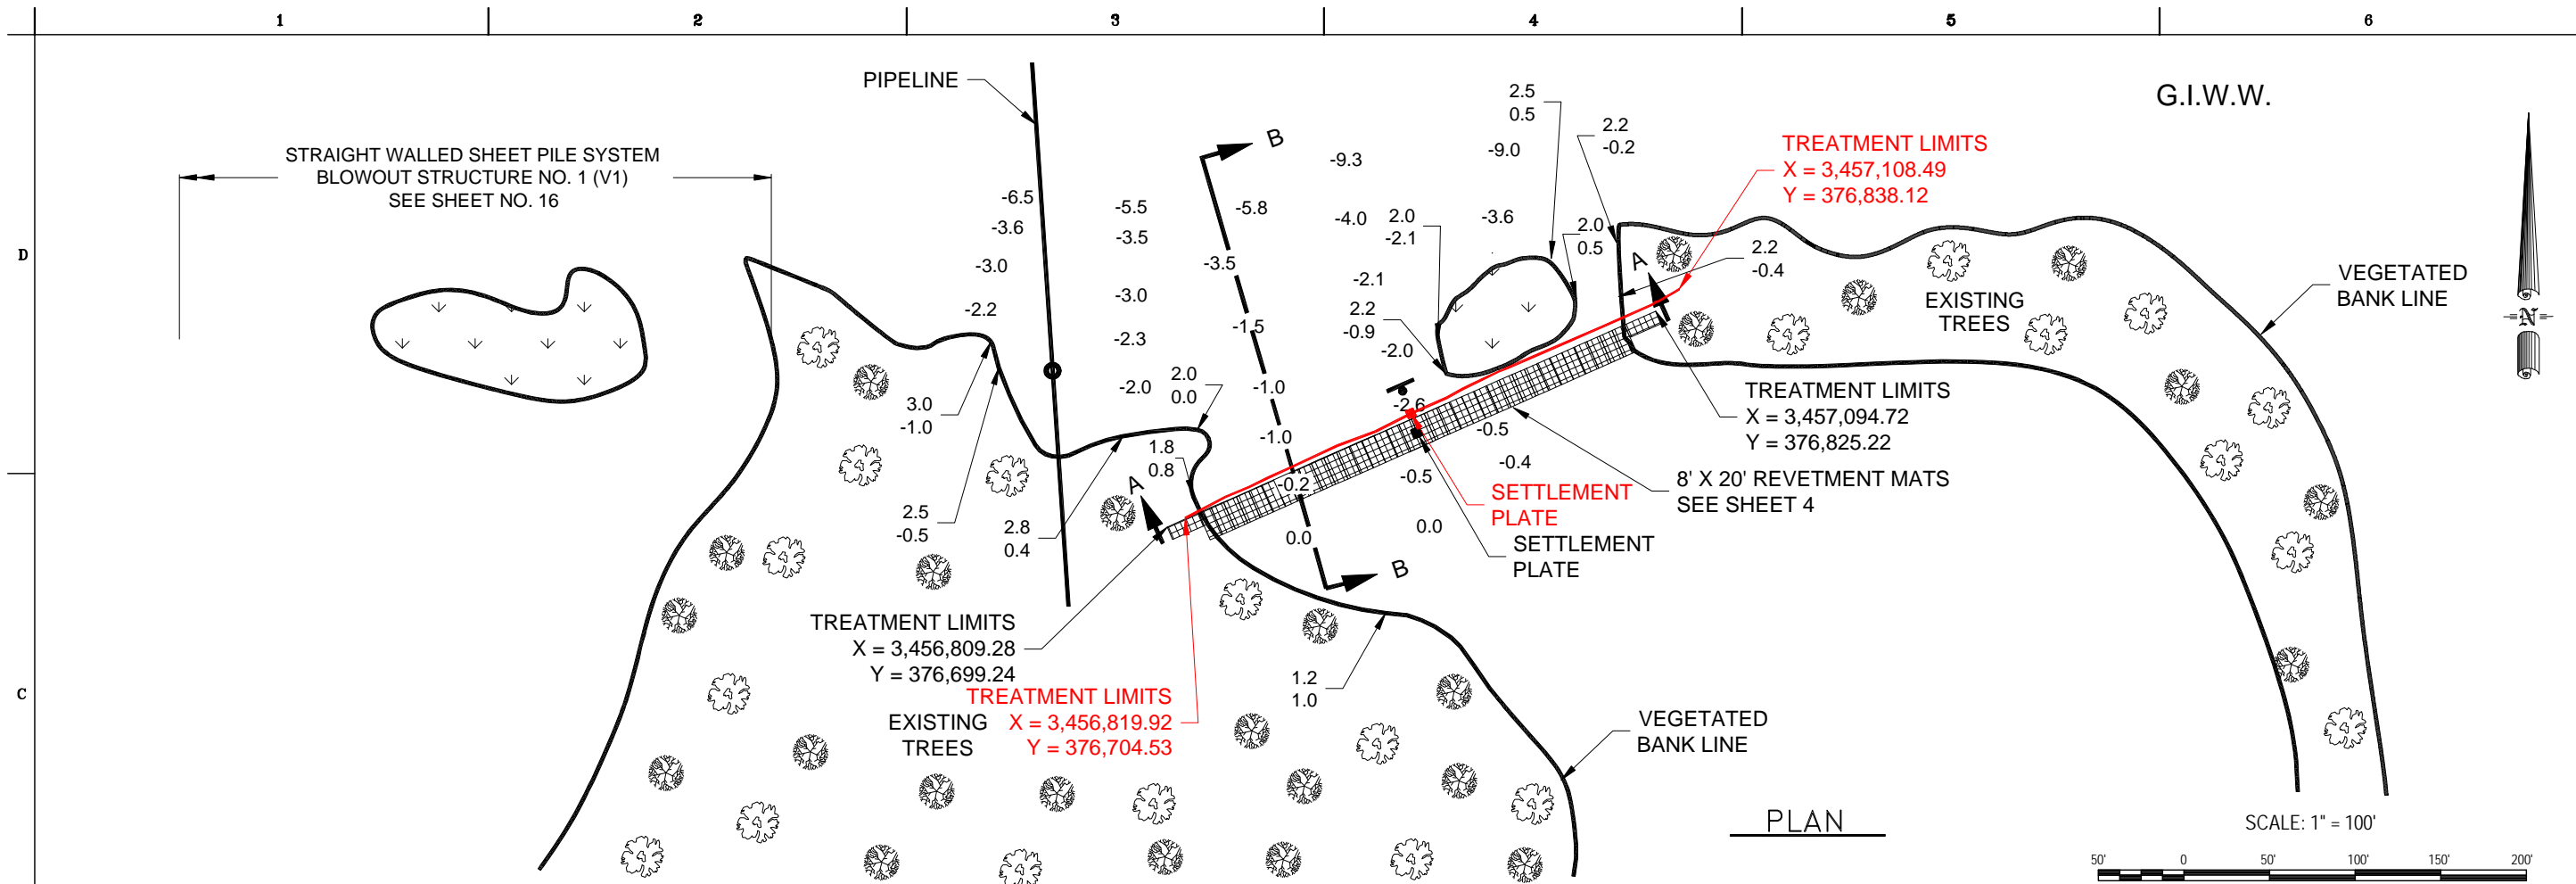 1 2 3 4 5 6
D
C
PIPELINE
G.I.W.W.
STRAIGHT WALLED SHEET PILE SYSTEM
BLOWOUT STRUCTURE NO. 1 (V1)
SEE SHEET NO. 16
B
2.5
0.5
2.2
-0.2
TREATMENT LIMITS
X = 3,457,108.49
Y = 376,838.12
-9.3
-9.0
-6.5
-5.5
-5.8
-4.0
2.0
-2.1
-3.6
-3.6
-3.5
2.0
0.5
2.2
-0.4
A
-3.0
-3.5
-2.1
VEGETATED
BANK LINE
N
EXISTING
TREES
-2.2
-3.0
-1.5
2.2
-0.9
-2.0
-2.3
-2.0
2.0
0.0
-1.0
-2.6
3.0
-1.0
TREATMENT LIMITS
X = 3,457,094.72
Y = 376,825.22
-1.0
-0.5
1.8
0.8
-0.4
-0.5
-0.2
A
8' X 20' REVETMENT MATS
SEE SHEET 4
SETTLEMENT
PLATE
2.5
-0.5
2.8
0.4
0.0
0.0
SETTLEMENT
PLATE
B
TREATMENT LIMITS
X = 3,456,809.28
Y = 376,699.24
TREATMENT LIMITS
X = 3,456,819.92
Y = 376,704.53
EXISTING
TREES
1.2
1.0
VEGETATED
BANK LINE
PLAN
SCALE: 1" = 100'
50' 0 50' 100' 150' 200'